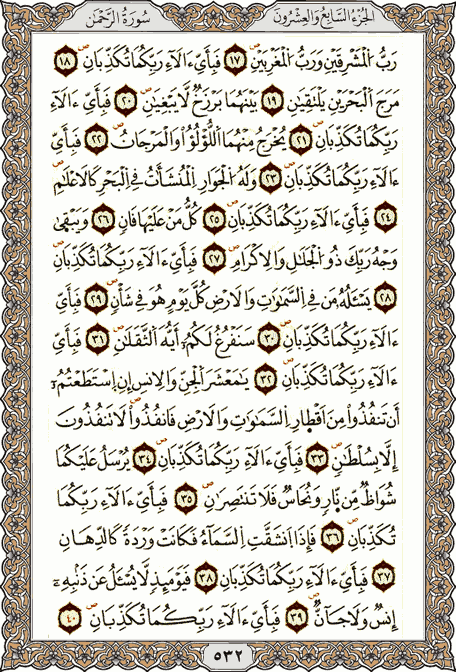 الجزء السابع والعشرون
سورة الرحمن
رَبُّ الْمَشْرِقَيْنِ وَرَبُّ الْمَغْرِبَيْنِ ﴿١٧﴾ فَبِأَيِّ ءَالَآءِ رَبِّكُمَا تُكَذِّبَانِ ﴿١٨﴾
مَرَجَ الْبَحْرَيْنِ يَلْتَقِيَنِ ﴿١٩﴾ بَيْنَهُمَا بَرْزَخٌ لَّا يَبْغِيَنِ ﴿٢٠﴾ فَبِأَيِّ ءَالَآءِ
رَبِّكُمَا تُكَذِّبَانِ ﴿٢١﴾ يَخْرُجُ مِنْهُمَا اللُّؤْلُؤُ وَالْمَرْجَانُ ﴿٢٢﴾ فَبِأَيِّ
ءَالَآءِ رَبِّكُمَا تُكَذِّبَانِ ﴿٢٣﴾ وَلَهُ الْجَوَارِ الْمُنْشَئَاتُ فِي الْبَحْرِ كَالْأَعْلَٰمِ
﴿٢٤﴾ فَبِأَيِّ ءَالَآءِ رَبِّكُمَا تُكَذِّبَانِ ﴿٢٥﴾ كُلُّ مَنْ عَلَيْهَا فَانٍ ﴿٢٦﴾ وَيَبْقَىٰ
وَجْهُ رَبِّكَ ذُو الْجَلَٰلِ وَالْإِكْرَامِ ﴿٢٧﴾ فَبِأَيِّ ءَالَآءِ رَبِّكُمَا تُكَذِّبَانِ
﴿٢٨﴾ يَسْـَٔلُهُ مَن فِي السَّمَٰوَاتِ وَالْأَرْضِ كُلَّ يَوْمٍ هُوَ فِي شَأْنٍ ﴿٢٩﴾ فَبِأَيِّ
ءَالَآءِ رَبِّكُمَا تُكَذِّبَانِ ﴿٣٠﴾ سَنَفْرُغُ لَكُمْ أَيُّهَ الثَّقَلَانِ ﴿٣١﴾ فَبِأَيِّ
ءَالَآءِ رَبِّكُمَا تُكَذِّبَانِ ﴿٣٢﴾ يَٰمَعْشَرَ الْجِنِّ وَالْإِنسِ إِنِ اسْتَطَعْتُمْ
أَن تَنفُذُوا مِنْ أَقْطَارِ السَّمَٰوَاتِ وَالْأَرْضِ فَانفُذُوا لَا تَنفُذُونَ
إِلَّا بِسُلْطَٰنٍ ﴿٣٣﴾ فَبِأَيِّ ءَالَآءِ رَبِّكُمَا تُكَذِّبَانِ ﴿٣٤﴾ يُرْسَلُ عَلَيْكُمَا
شُوَاظٌ مِّن نَّارٍ وَنُحَاسٌ فَلَا تَنتَصِرَانِ ﴿٣٥﴾ فَبِأَيِّ ءَالَآءِ رَبِّكُمَا
تُكَذِّبَانِ ﴿٣٦﴾ فَإِذَا انشَقَّتِ السَّمَآءُ فَكَانَتْ وَرْدَةً كَالدِّهَانِ
﴿٣٧﴾ فَبِأَيِّ ءَالَآءِ رَبِّكُمَا تُكَذِّبَانِ ﴿٣٨﴾ فَيَوْمَئِذٍ لَّا يُسْـَٔلُ عَن ذَنبِهِ
إِنسٌ وَلَا جَآنٌّ ﴿٣٩﴾ فَبِأَيِّ ءَالَآءِ رَبِّكُمَا تُكَذِّبَانِ ﴿٤٠﴾
٥٣٢